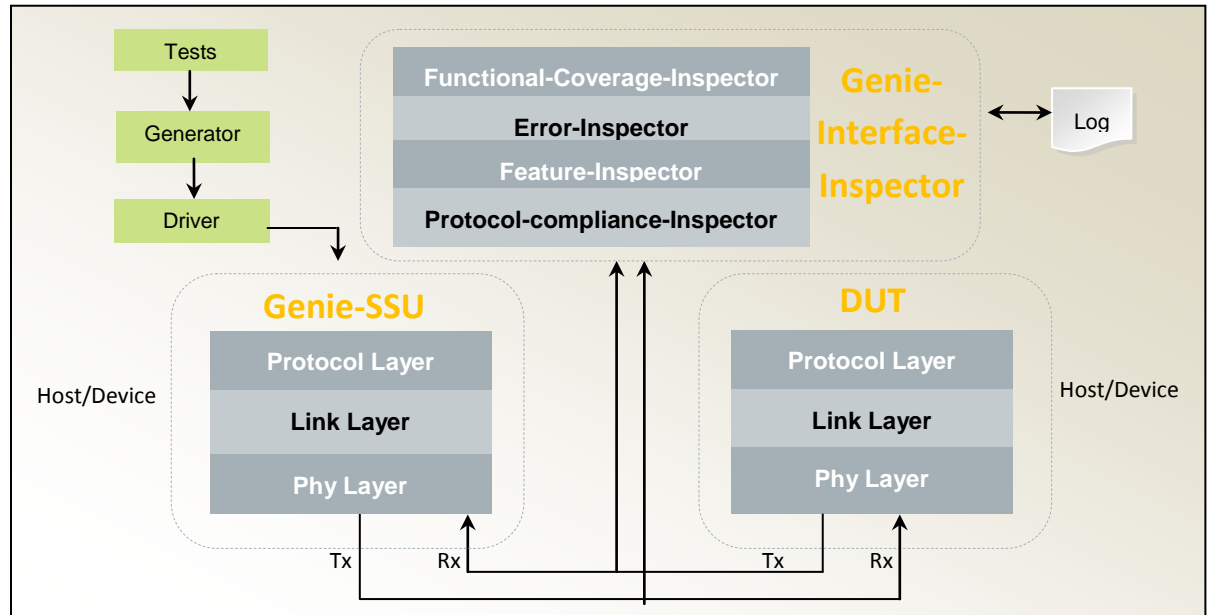 Tests
Generator
Driver
Functional-Coverage-Inspector
Error-Inspector
Feature-Inspector
Protocol-compliance-Inspector
Genie-
Interface-
Inspector
Log
Genie-SSU
Protocol Layer
Link Layer
Phy Layer
Host/Device
DUT
Protocol Layer
Link Layer
Phy Layer
Host/Device
Tx
Rx
Tx
Rx